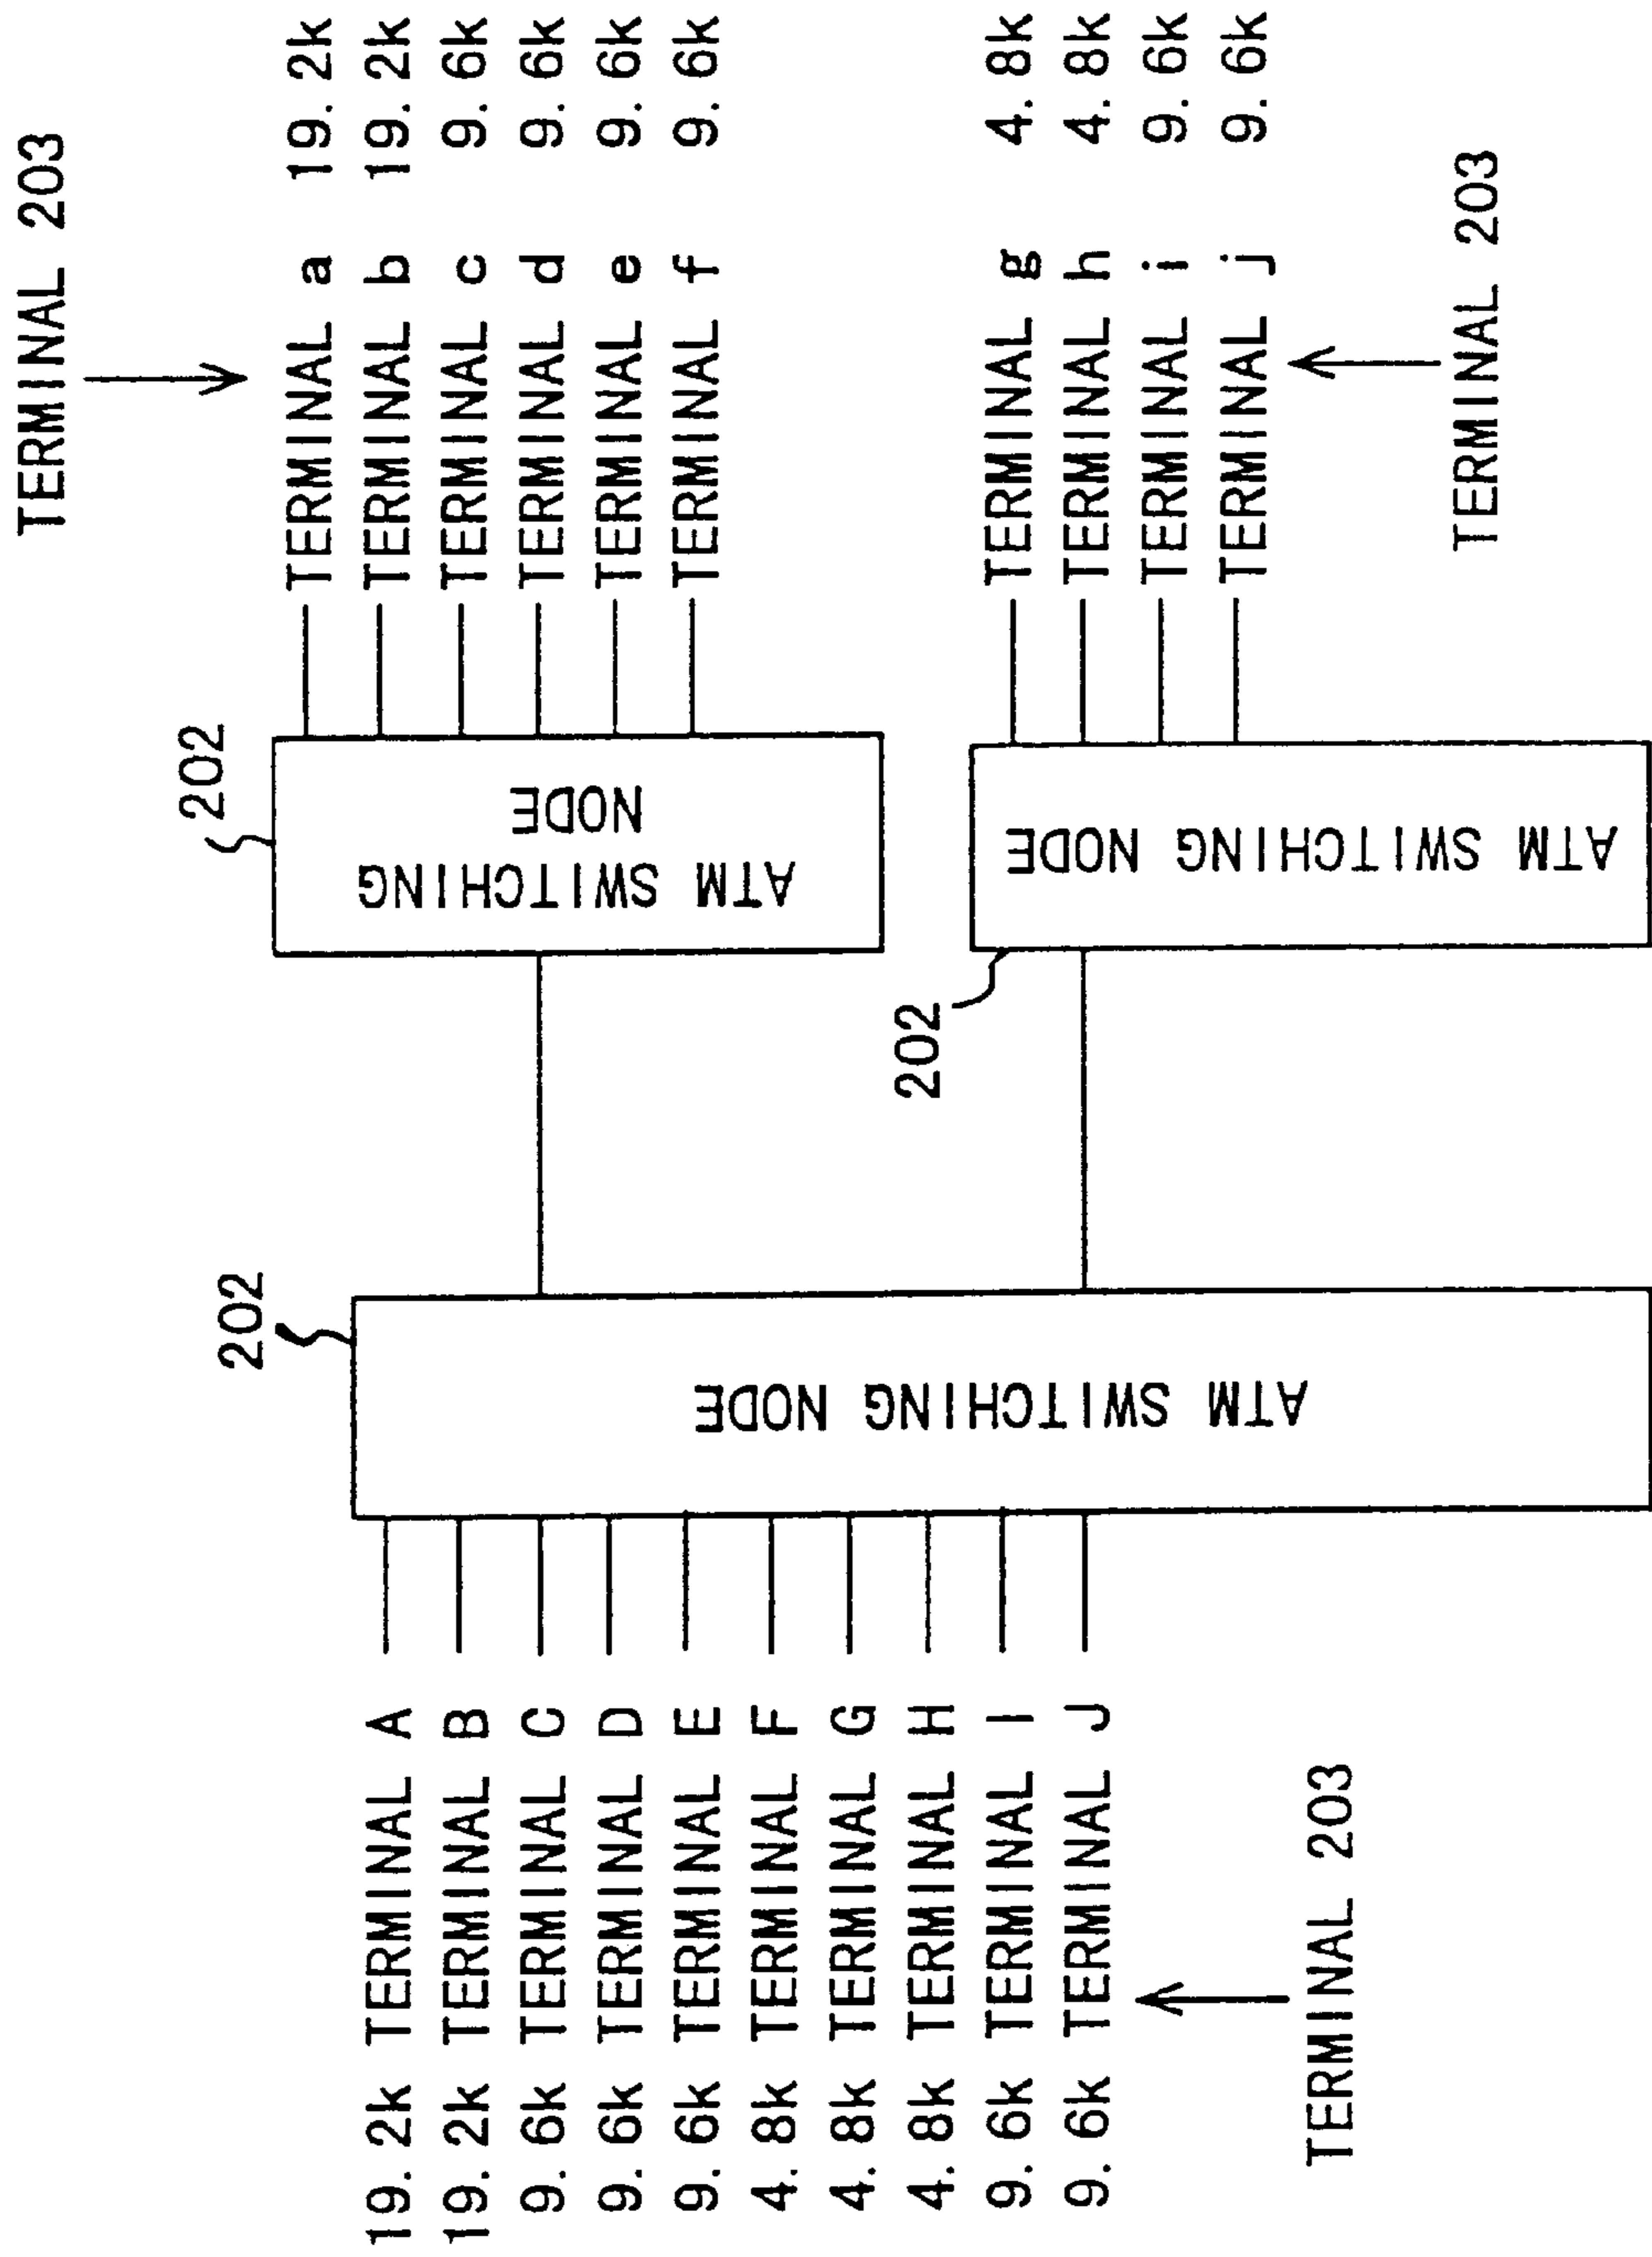 19. 2k TERMINAL A
19. 2k TERMINAL B
9. 6k TERMINAL C
9. 6k TERMINAL D
9. 6k TERMINAL E
4. 8k TERMINAL F
4. 8k TERMINAL G
4. 8k TERMINAL H
9. 6k TERMINAL I
9. 6k TERMINAL J
TERMINAL 203
202
ATM SWITCHING NODE
202
ATM SWITCHING
NODE
202
ATM SWITCHING NODE
TERMINAL 203
TERMINAL a 19. 2k
TERMINAL b 19. 2k
TERMINAL c 9. 6k
TERMINAL d 9. 6k
TERMINAL e 9. 6k
TERMINAL f 9. 6k
TERMINAL g 4. 8k
TERMINAL h 4. 8k
TERMINAL i 9. 6k
TERMINAL j 9. 6k
TERMINAL 203